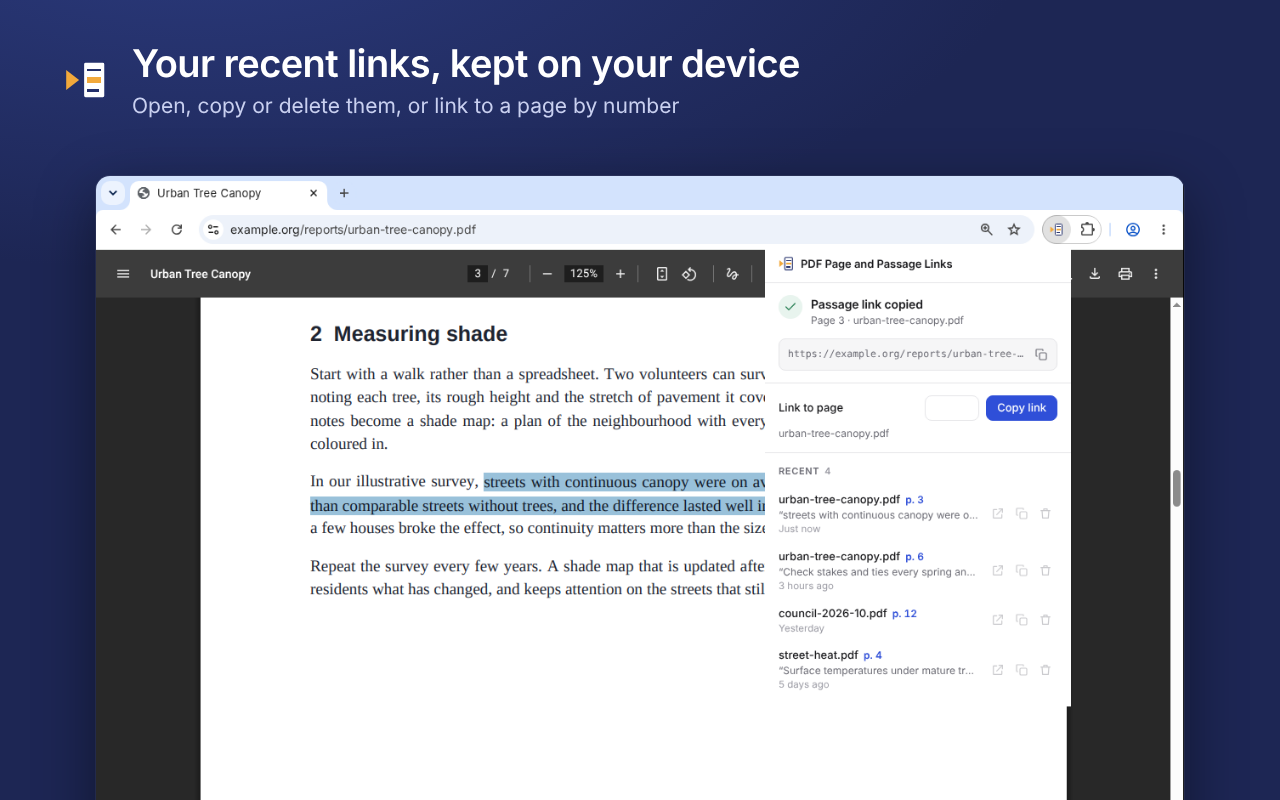 Your recent links, kept on your device
Open, copy or delete them, or link to a page by number
Urban Tree Canopy
example.org/reports/urban-tree-canopy.pdf
Urban Tree Canopy
3 / 7
125%
2 Measuring shade
Start with a walk rather than a spreadsheet. Two volunteers can surv
noting each tree, its rough height and the stretch of pavement it cove
notes become a shade map: a plan of the neighbourhood with every
coloured in.
In our illustrative survey, streets with continuous canopy were on av
than comparable streets without trees, and the difference lasted well in
a few houses broke the effect, so continuity matters more than the size
Repeat the survey every few years. A shade map that is updated after
residents what has changed, and keeps attention on the streets that stil
PDF Page and Passage Links
Passage link copied
Page 3 · urban-tree-canopy.pdf
https://example.org/reports/urban-tree-…
Link to page
Copy link
urban-tree-canopy.pdf
RECENT 4
urban-tree-canopy.pdf p. 3
“streets with continuous canopy were o…
Just now
urban-tree-canopy.pdf p. 6
“Check stakes and ties every spring an…
3 hours ago
council-2026-10.pdf p. 12
Yesterday
street-heat.pdf p. 4
“Surface temperatures under mature tr…
5 days ago